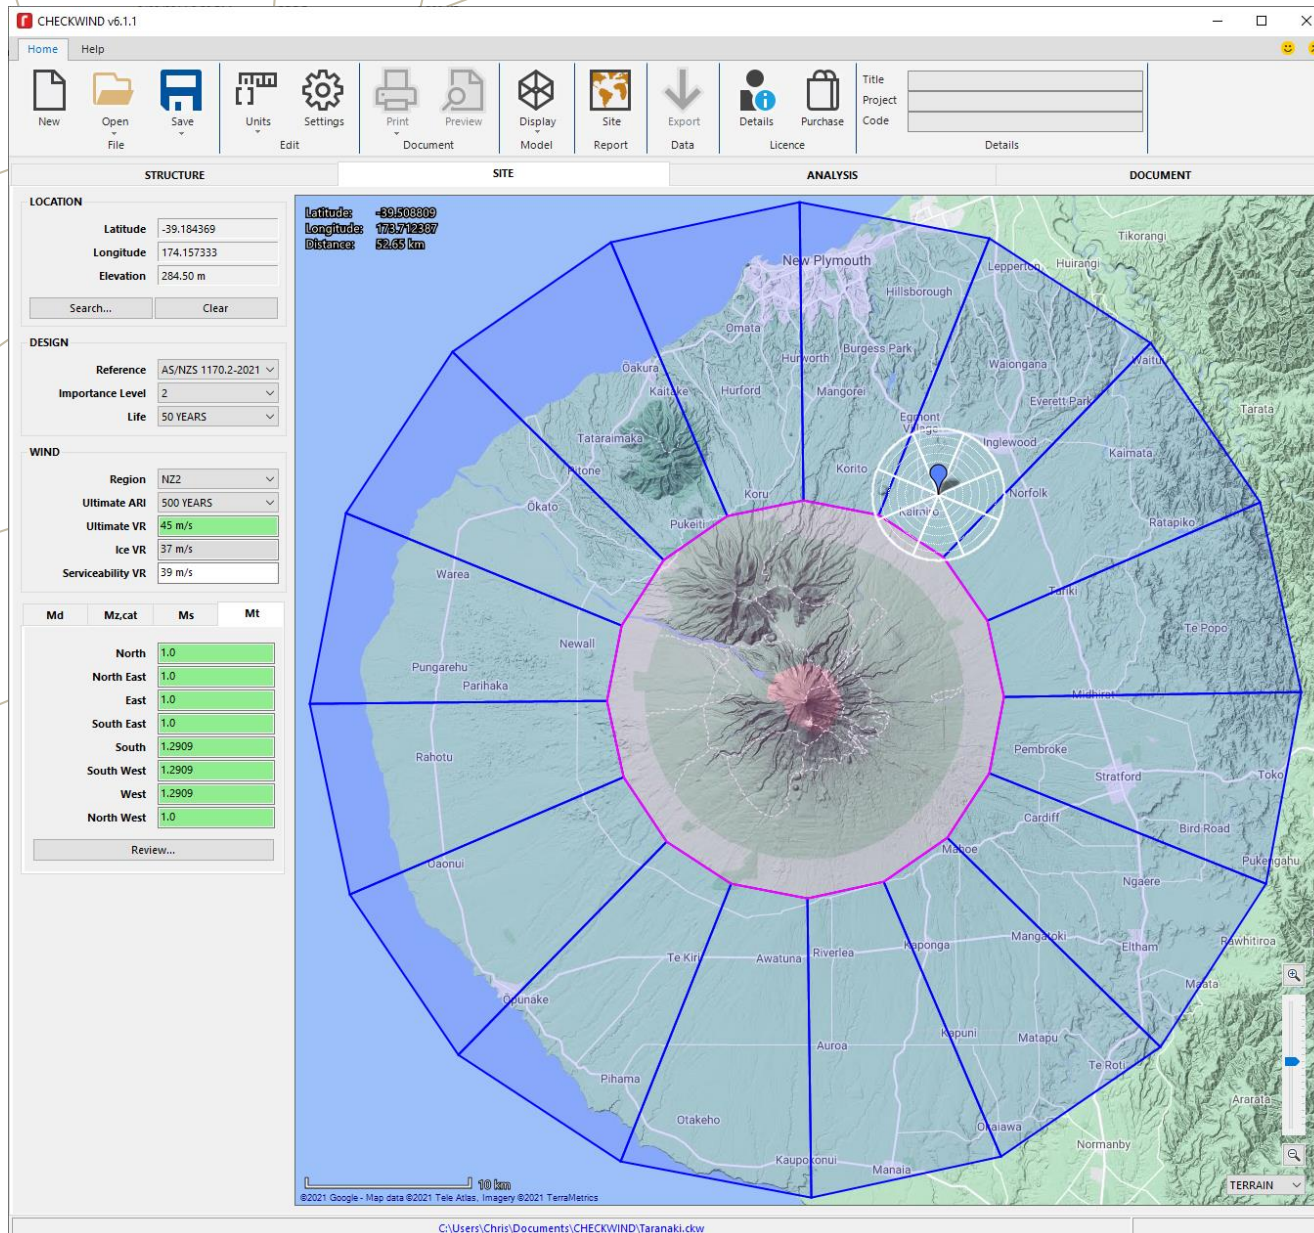 CHECKWIND v6.1.1
Home Help
New Open Save Units Settings Print Preview Display Site Export Details Purchase
File Edit Document Model Report Data Licence Details
Title
Project
Code
STRUCTURE SITE ANALYSIS DOCUMENT
LOCATION
Latitude -39.184369
Longitude 174.157333
Elevation 284.50 m
Search... Clear
DESIGN
Reference AS/NZS 1170.2-2021
Importance Level 2
Life 50 YEARS
WIND
Region NZ2
Ultimate ARI 500 YEARS
Ultimate VR 45 m/s
Ice VR 37 m/s
Serviceability VR 39 m/s
Md Mz,cat Ms Mt
North 1.0
North East 1.0
East 1.0
South East 1.0
South 1.2909
South West 1.2909
West 1.2909
North West 1.0
Review...
Latitude: -39.508809
Longitude: 173.712387
Distance: 52.65 km
Tikorangi
New Plymouth
Lepperton
Huirangi
Hillsborough
Omata
Hurworth
Burgess Park
Waiongana
Waitui
Ōakura
Kaitake
Hurford
Mangorei
Everett Park
Tarata
Egmont
Village
Tataraimaka
Inglewood
Kaimata
Pitone
Korito
Koru
Norfolk
Okato
Kaimiro
Pukeiti
Ratapiko
Warea
Tariki
Te Popo
Newall
Pungarehu
Parihaka
Midhirst
Rahotu
Pembroke
Stratford
Toko
Cardiff
Bird Road
Mahoe
Pukengahu
Oaonui
Ngaere
Mangatoki
Te Kiri
Awatuna
Riverlea
Kaponga
Eltham
Rawhitiroa
Maata
Ōpunake
Auroa
Kapuni
Matapu
Te Roti
Pihama
Ararata
Otakeho
Okaiawa
Normanby
Kaupokonui
Manaia
10 km
TERRAIN
©2021 Google - Map data ©2021 Tele Atlas, Imagery ©2021 TerraMetrics
C:\Users\Chris\Documents\CHECKWIND\Taranaki.ckw